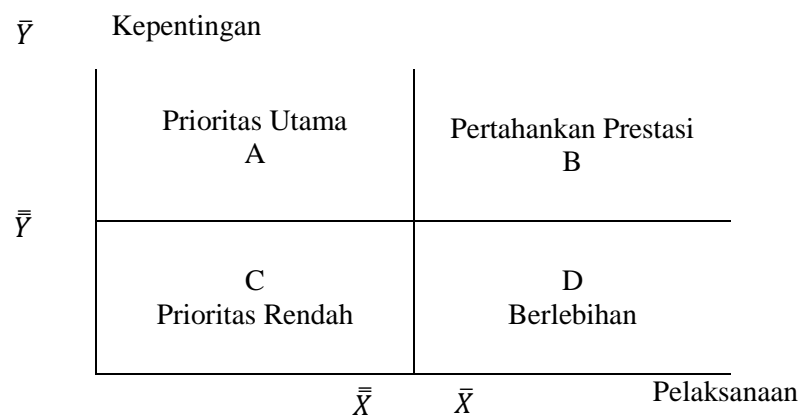 Y̅ Kepentingan
Prioritas Utama
A
Pertahankan Prestasi
B
Y̿
C
Prioritas Rendah
D
Berlebihan
X̿ X̅ Pelaksanaan